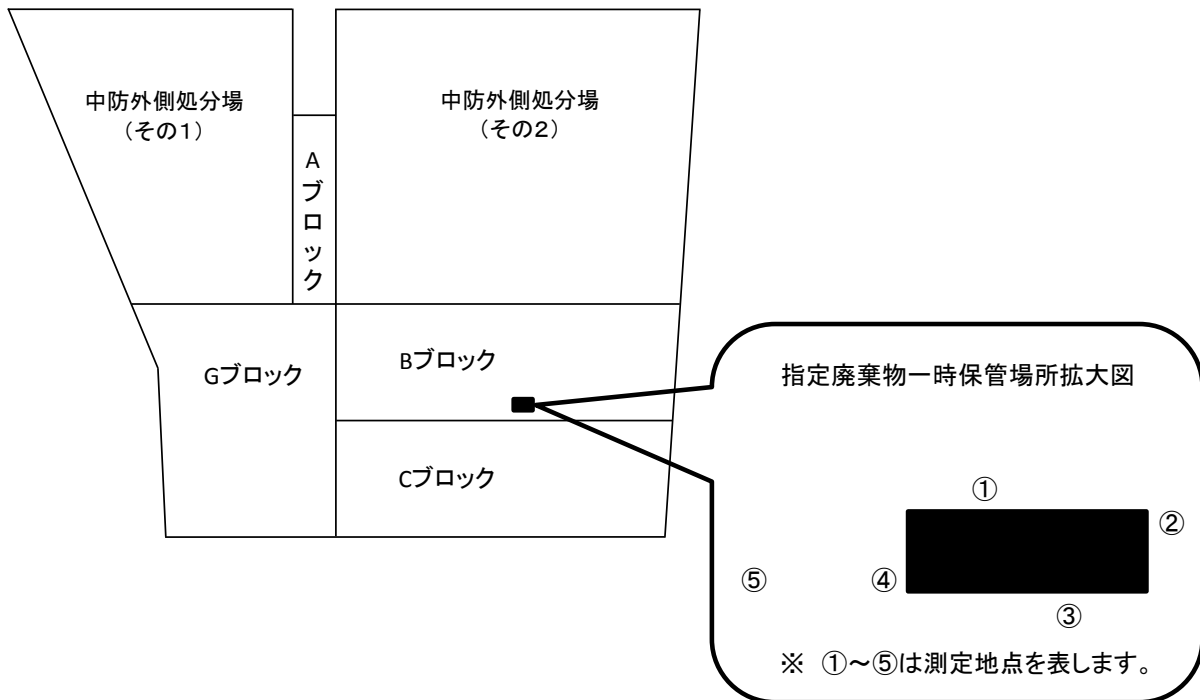 中防外側処分場
（その１）
中防外側処分場
（その２）
Aブロック
Gブロック
Bブロック
Cブロック
指定廃棄物一時保管場所拡大図
①
②
⑤
④
③
※　①～⑤は測定地点を表します。